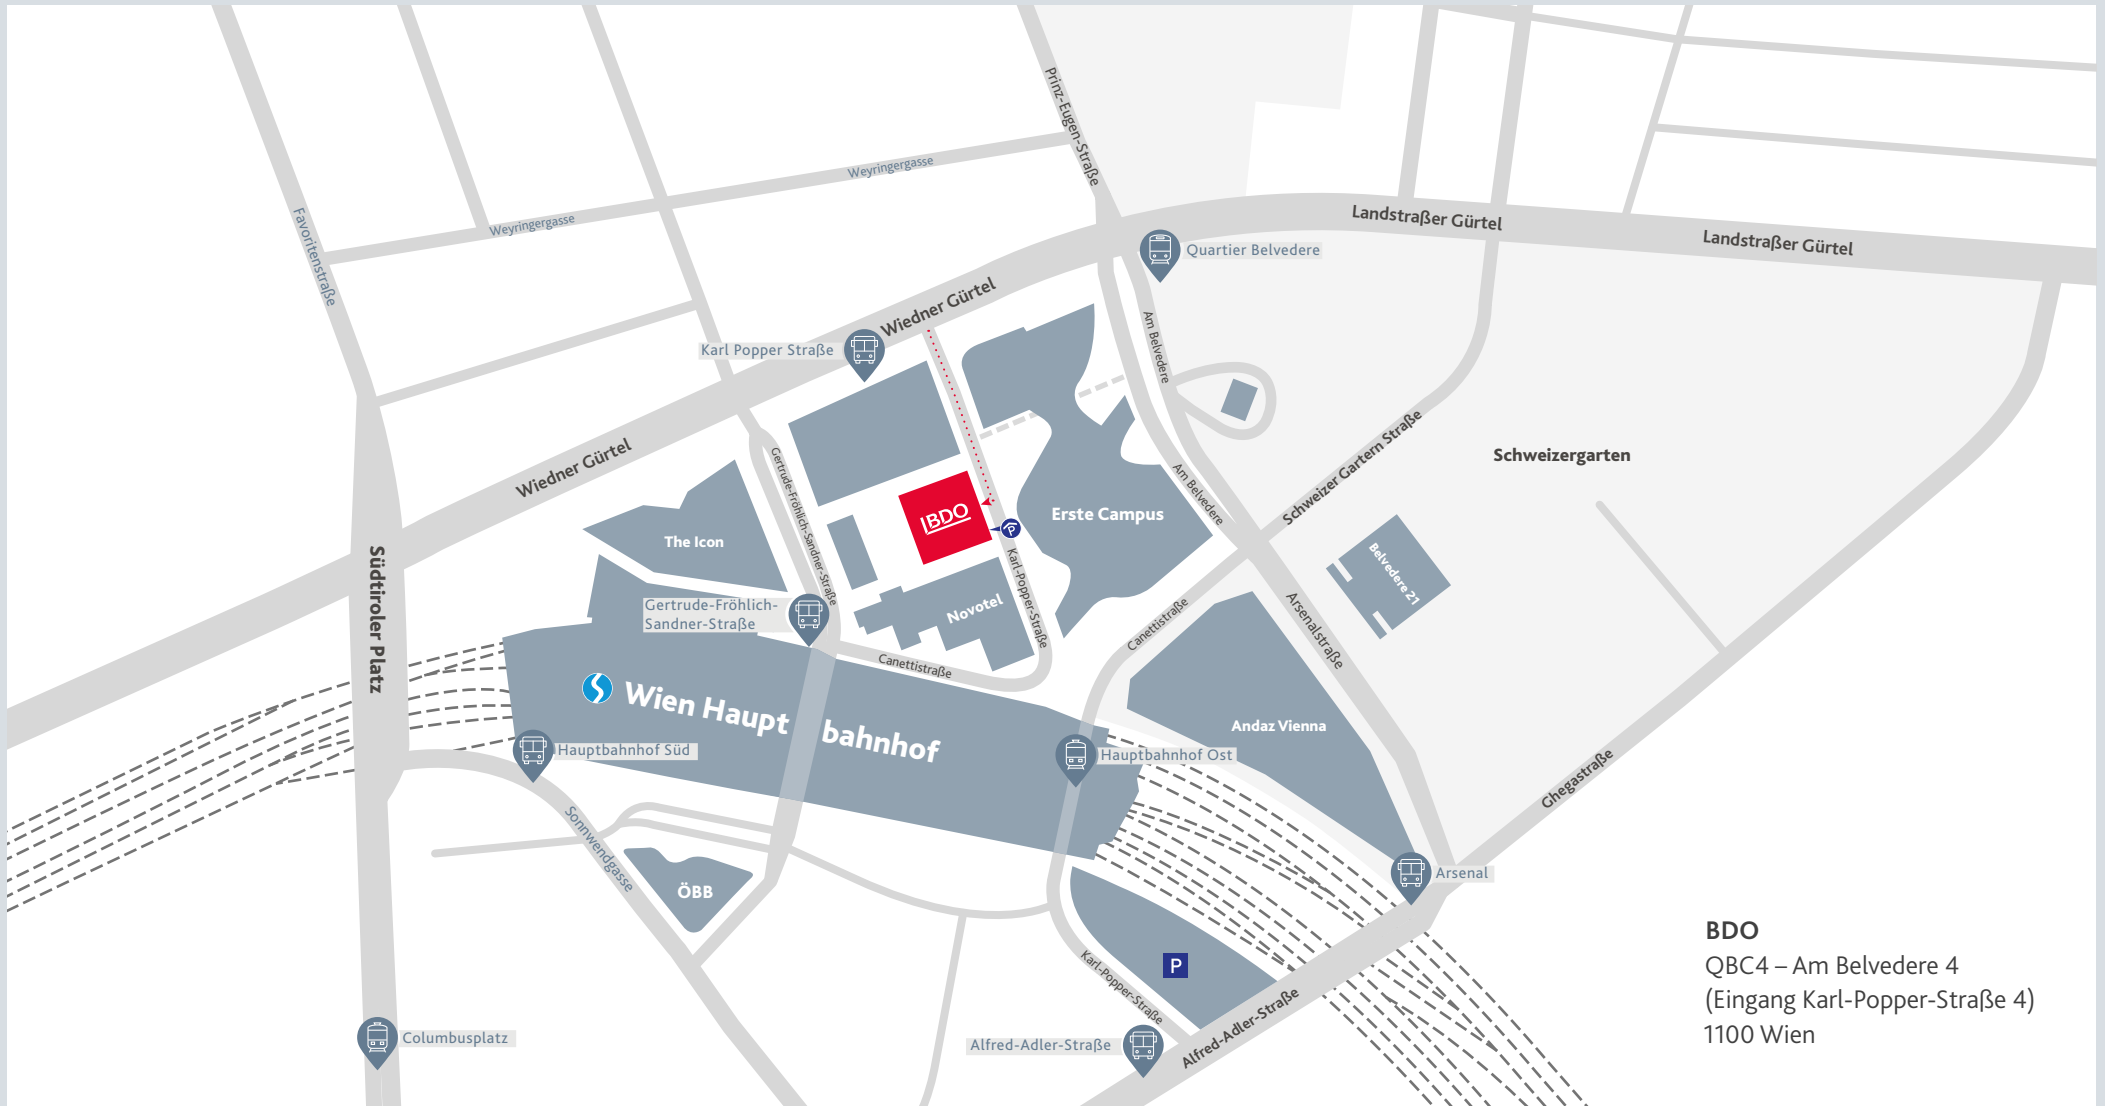 Prinz-Eugen-Straße
Weyringergasse
Weyringergasse
Favoritenstraße
Landstraßer Gürtel
Landstraßer Gürtel
Quartier Belvedere
Wiedner Gürtel
Karl Popper Straße
Am Belvedere
Wiedner Gürtel
Schweizer Gartern Straße
Schweizergarten
Gertrude-Fröhlich-Sandner-Straße
Am Belvedere
IBDO
Erste Campus
The Icon
P
Belvedere 21
Südtiroler Platz
Karl-Popper-Straße
Gertrude-Fröhlich-
Sandner-Straße
Novotel
Canettistraße
Arsenalstraße
Canettistraße
Wien Haupt bahnhof
Andaz Vienna
Hauptbahnhof Süd
Hauptbahnhof Ost
Ghegastraße
Sonnwendgasse
ÖBB
Arsenal
P
Karl-Popper-Straße
Alfred-Adler-Straße
Columbusplatz
Alfred-Adler-Straße
BDO
QBC4 – Am Belvedere 4
(Eingang Karl-Popper-Straße 4)
1100 Wien